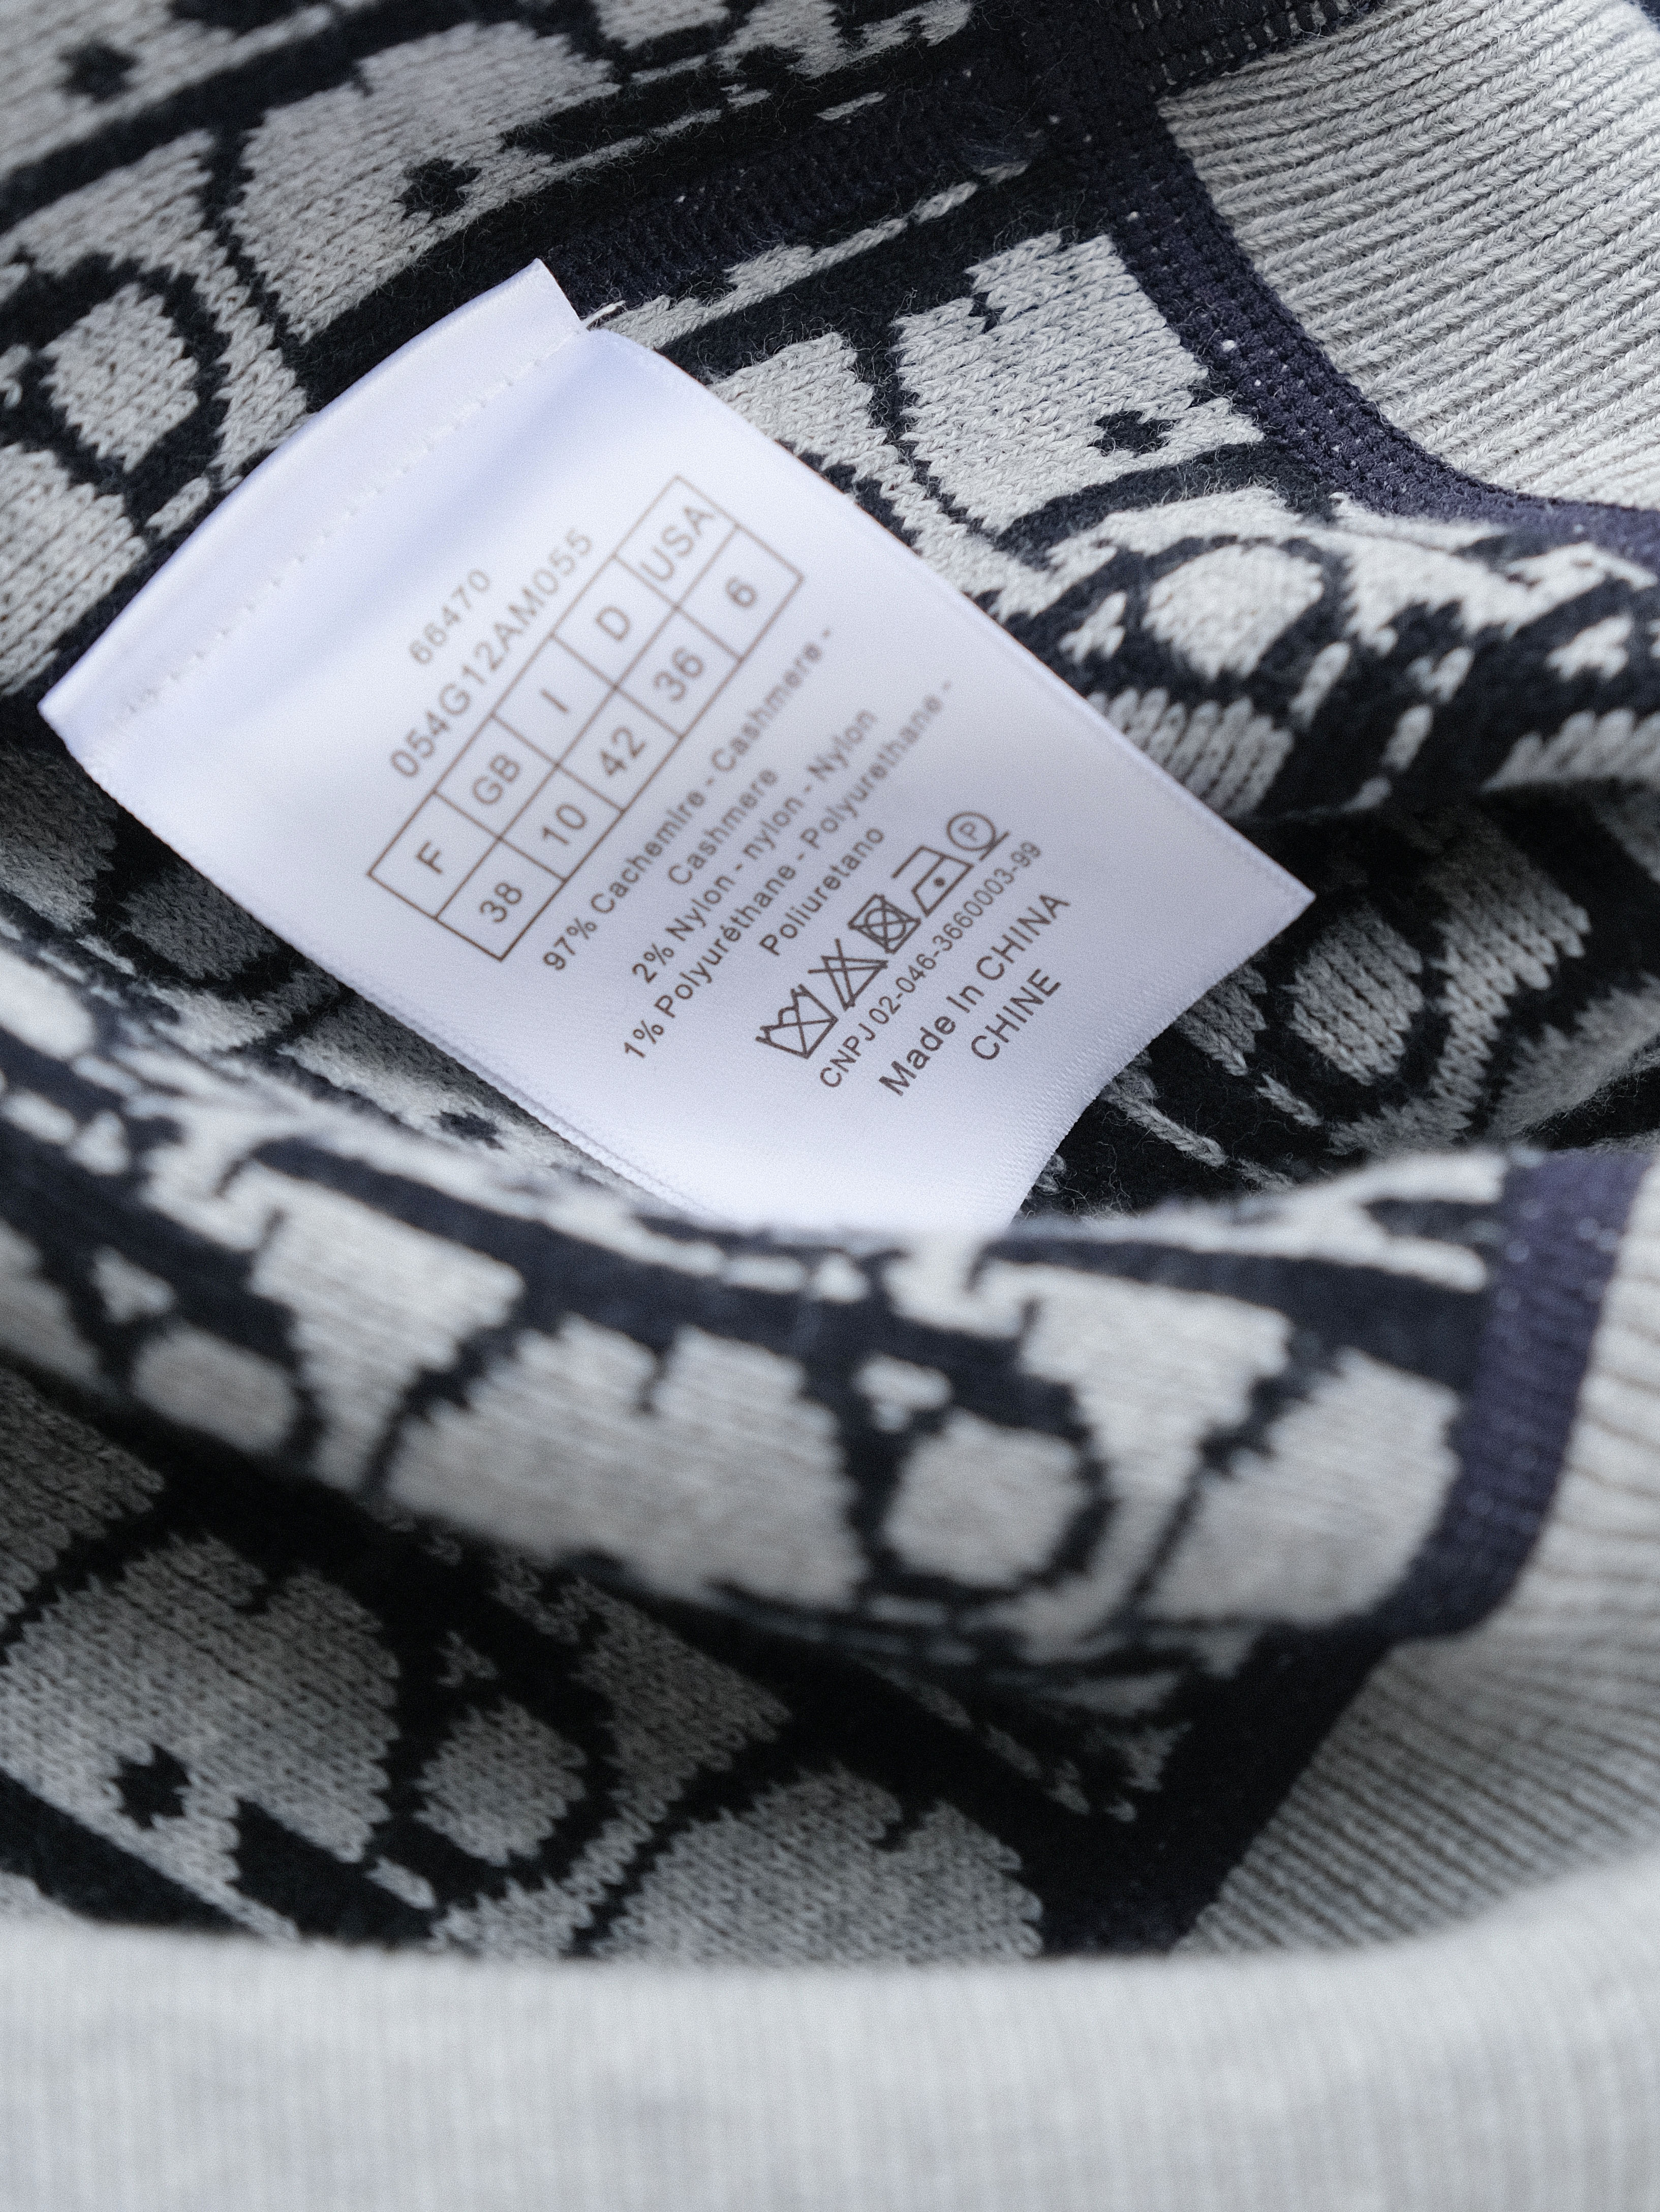 66470
054G12AM055
F GB I D USA
38 10 42 36 6
97% Cachemire - Cashmere -
Cashmere
2% Nylon - nylon - Nylon
1% Polyuréthane - Polyurethane -
Poliuretano
P
CNPJ 02-046-3660003-99
Made In CHINA
CHINE